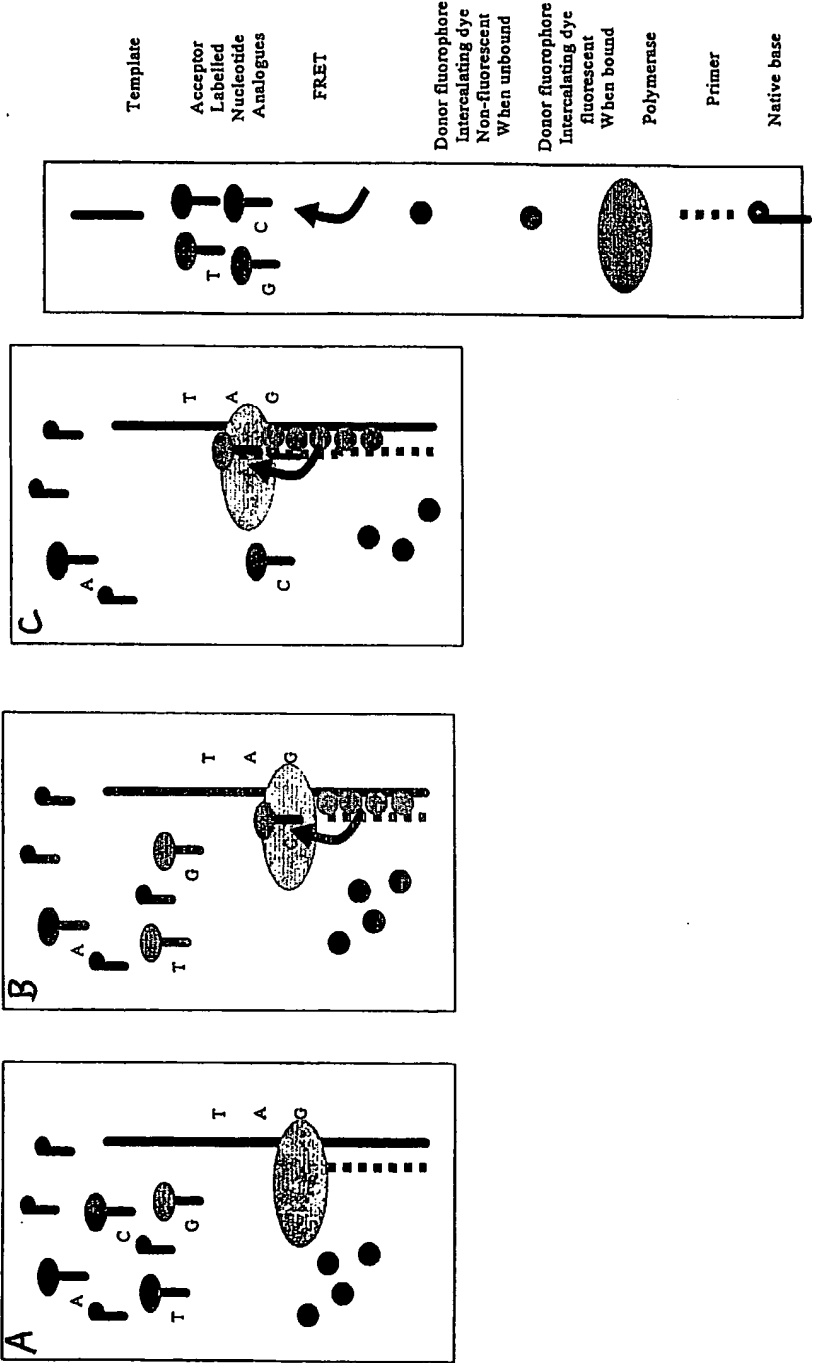 A
A
C
T
G
T
A
G
B
A
T
G
G
T
A
G
C
A
C
T
A
G
T
C
G
Template
Acceptor
Labelled
Nucleotide
Analogues
FRET
Donor fluorophore
Intercalating dye
Non-fluorescent
When unbound
Donor fluorophore
Intercalating dye
fluorescent
When bound
Polymerase
Primer
Native base